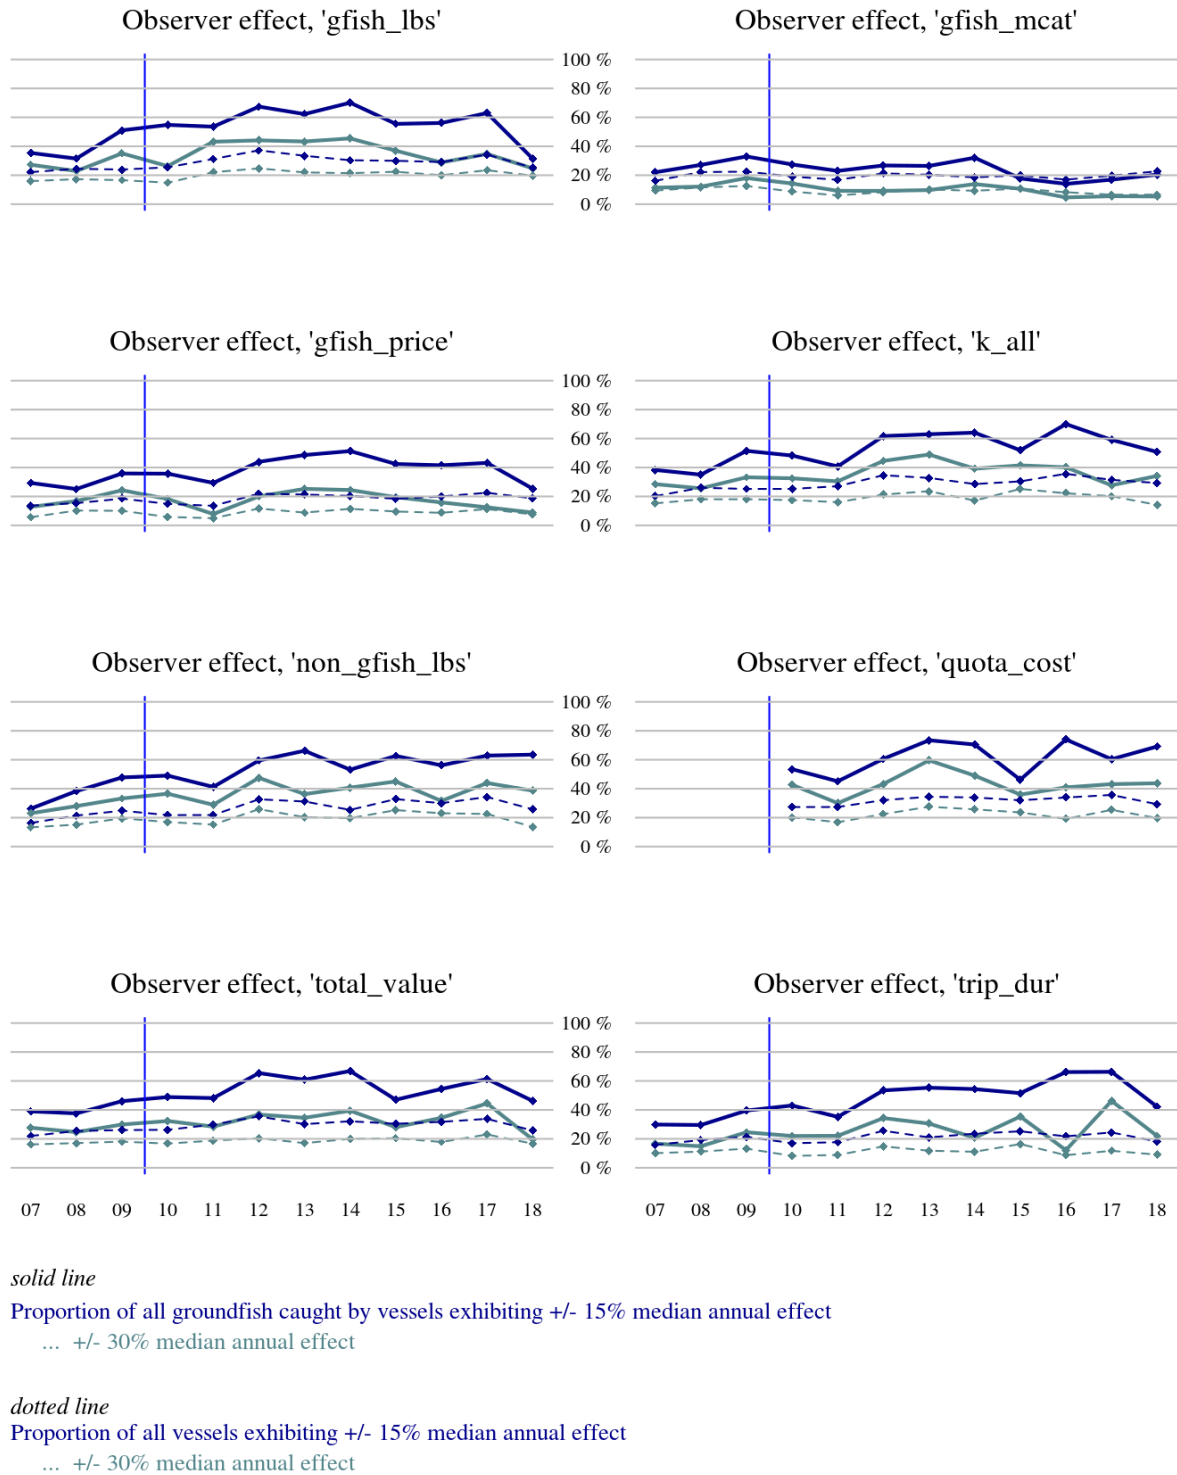 Observer effect, 'gfish_lbs'
Observer effect, 'gfish_mcat'
100 %
80 %
60 %
40 %
20 %
0 %
Observer effect, 'gfish_price'
Observer effect, 'k_all'
100 %
80 %
60 %
40 %
20 %
0 %
Observer effect, 'non_gfish_lbs'
Observer effect, 'quota_cost'
100 %
80 %
60 %
40 %
20 %
0 %
Observer effect, 'total_value'
Observer effect, 'trip_dur'
100 %
80 %
60 %
40 %
20 %
0 %
07 08 09 10 11 12 13 14 15 16 17 18
07 08 09 10 11 12 13 14 15 16 17 18
solid line
Proportion of all groundfish caught by vessels exhibiting +/- 15% median annual effect
... +/- 30% median annual effect
dotted line
Proportion of all vessels exhibiting +/- 15% median annual effect
... +/- 30% median annual effect